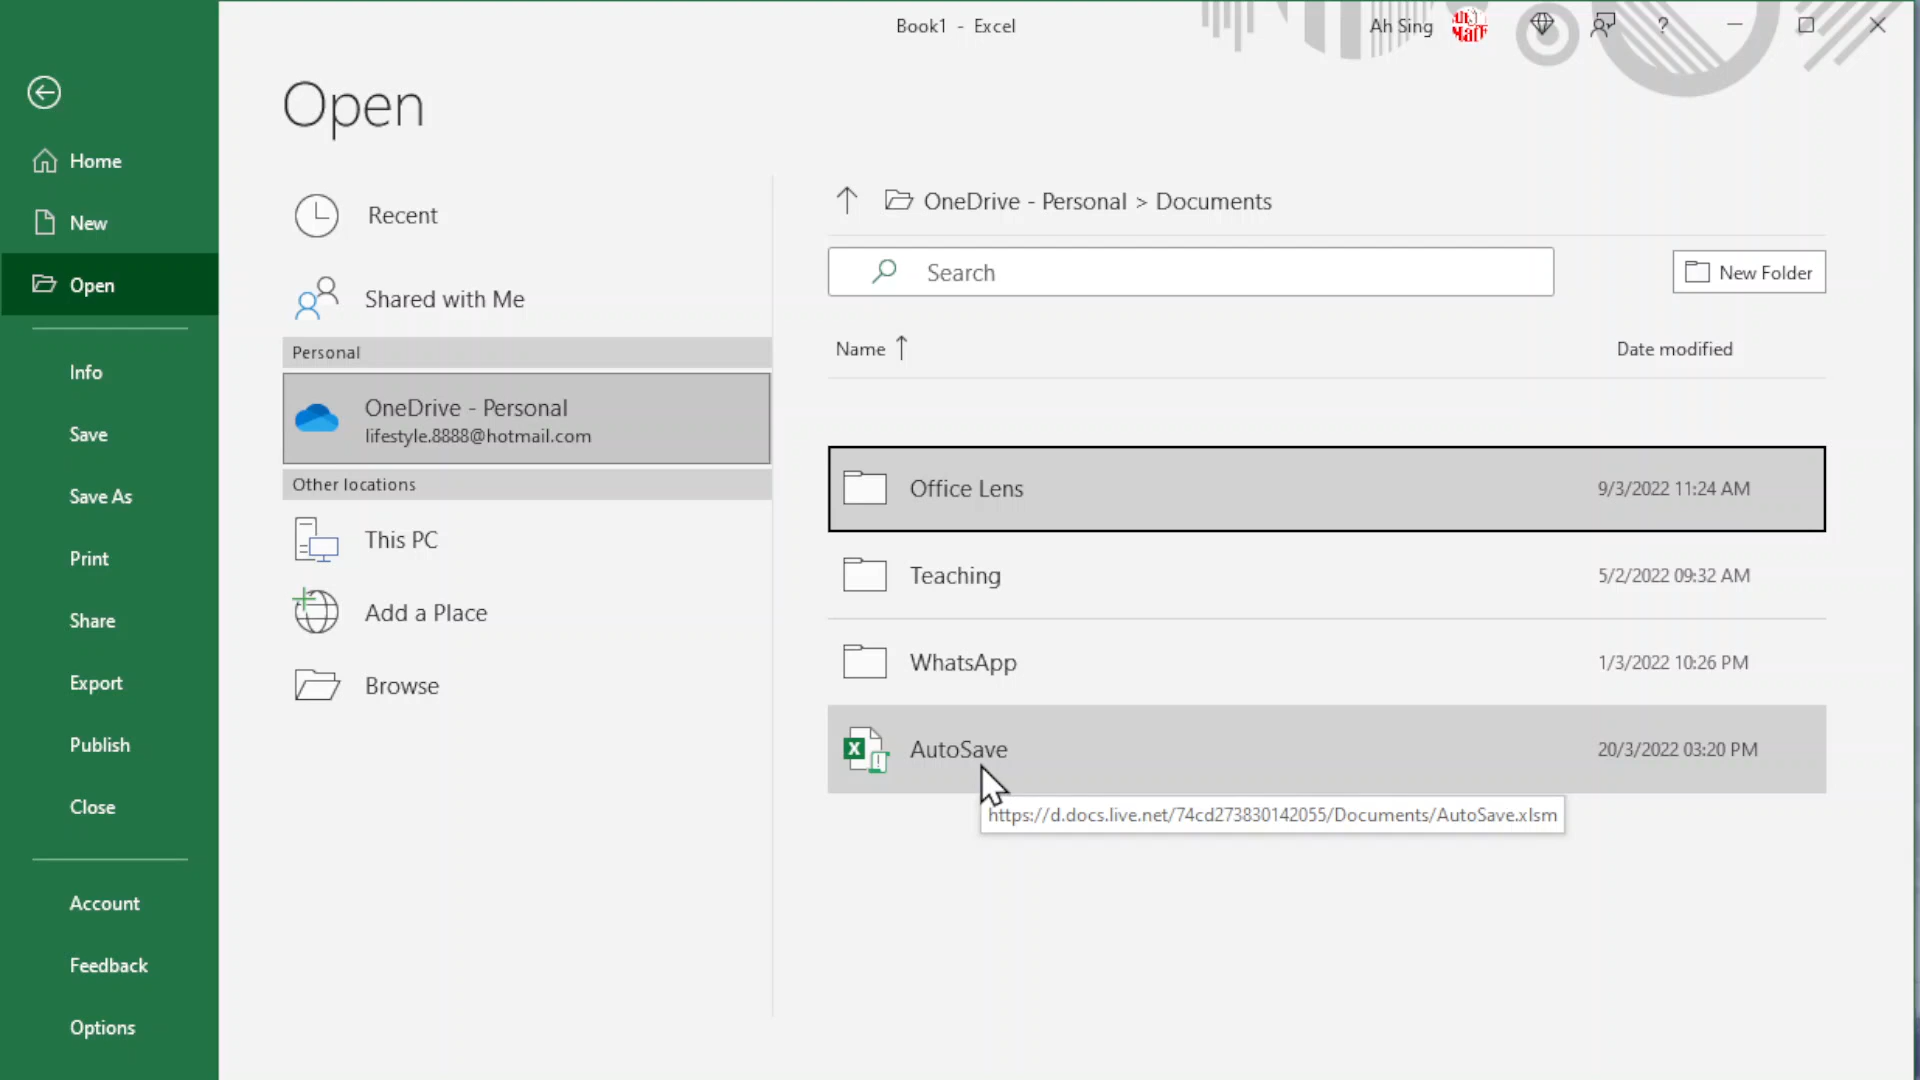 Book1 - Excel
Ah Sing
?
Open
Home
New
Open
Info
Save
Save As
Print
Share
Export
Publish
Close
Account
Feedback
Options
Recent
Shared with Me
Personal
OneDrive - Personal
lifestyle.8888@hotmail.com
Other locations
This PC
Add a Place
Browse
OneDrive - Personal > Documents
Search
New Folder
Name
Date modified
Office Lens 9/3/2022 11:24 AM
Teaching 5/2/2022 09:32 AM
WhatsApp 1/3/2022 10:26 PM
AutoSave 20/3/2022 03:20 PM
https://d.docs.live.net/74cd273830142055/Documents/AutoSave.xlsm